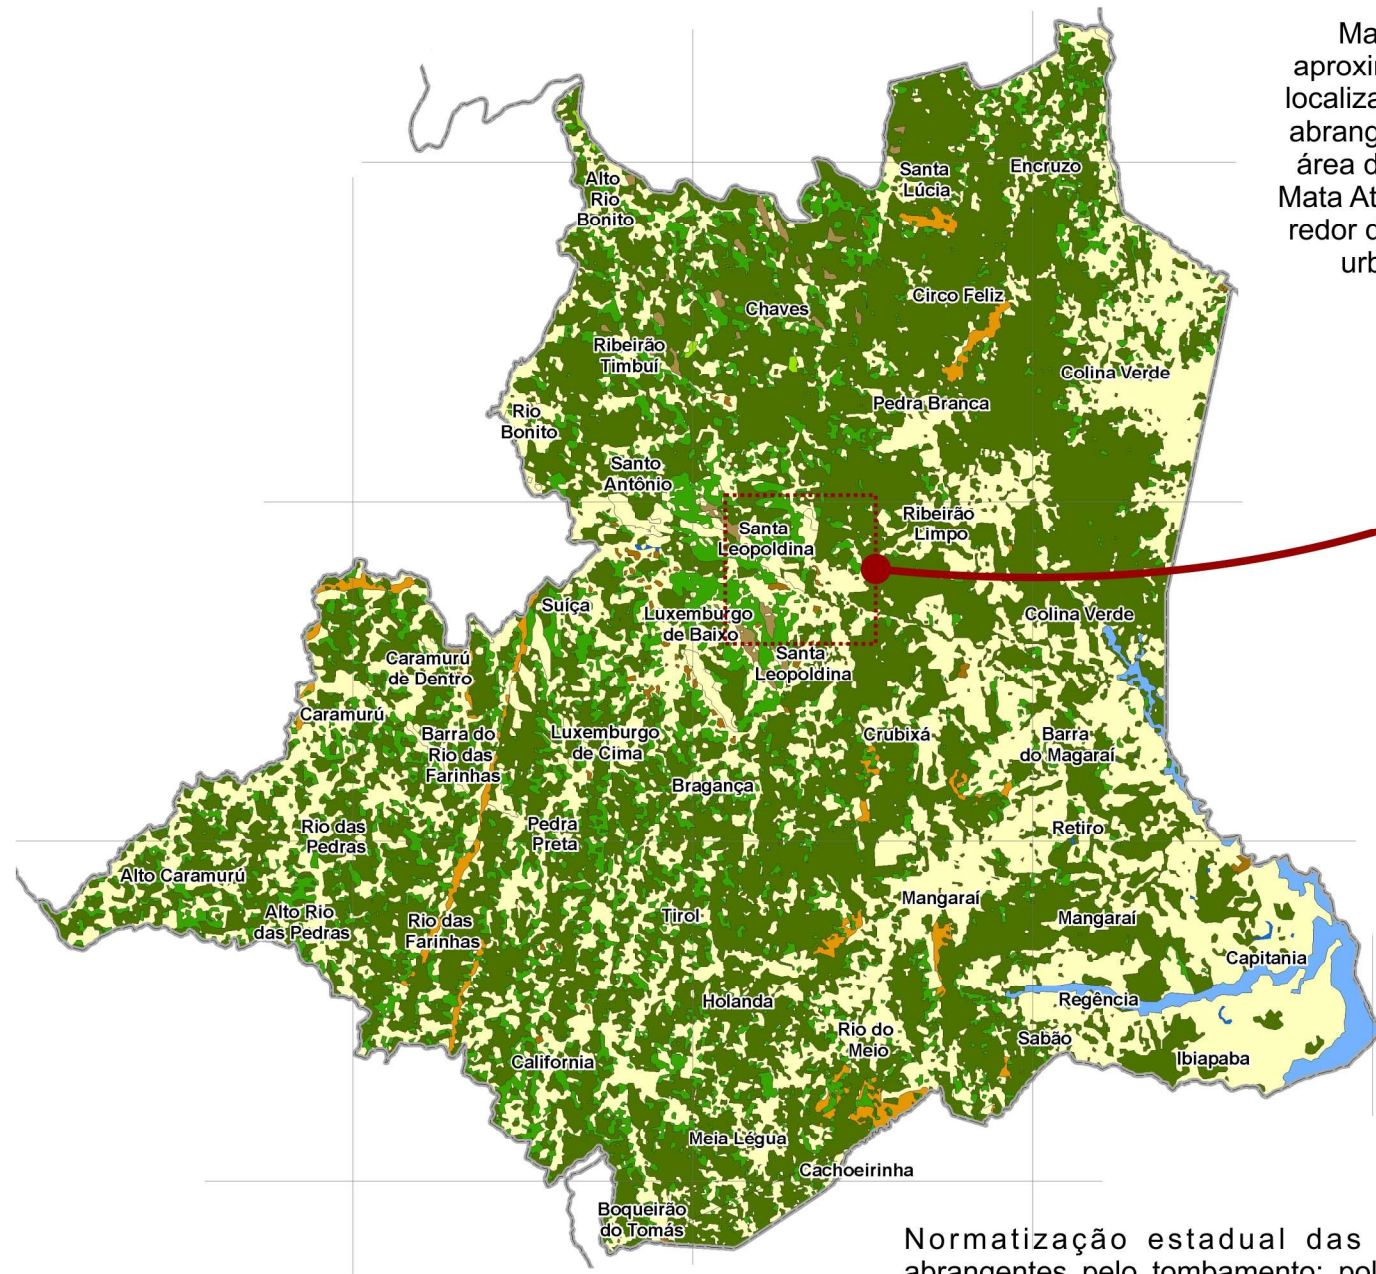 Ma
aproxi
localiza
abrang
área d
Mata At
redor d
urb
Santa
Lúcia
Encruzo
Alto
Rio
Bonito
Circo Feliz
Chaves
Ribeirão
Timbuí
Colina Verde
Pedra Branca
Rio
Bonito
Santo
Antônio
Ribeirão
Limpo
Santa
Leopoldina
Suíça
Luxemburgo
de Baixo
Colina Verde
Santa
Leopoldina
Caramurú
de Dentro
Caramurú
Barra do
Rio das
Farinhas
Luxemburgo
de Cima
Crubixá
Barra
do Magaraí
Bragança
Rio das
Pedras
Pedra
Preta
Retiro
Alto Caramurú
Mangaraí
Alto Rio
das Pedras
Rio das
Farinhas
Tirol
Mangaraí
Capitania
Holanda
Regência
Rio do
Meio
Sabão
California
Ibiapaba
Meia Légua
Cachoeirinha
Boqueirão
do Tomás
Normatização estadual das
abrangentes pelo tombamento: pol